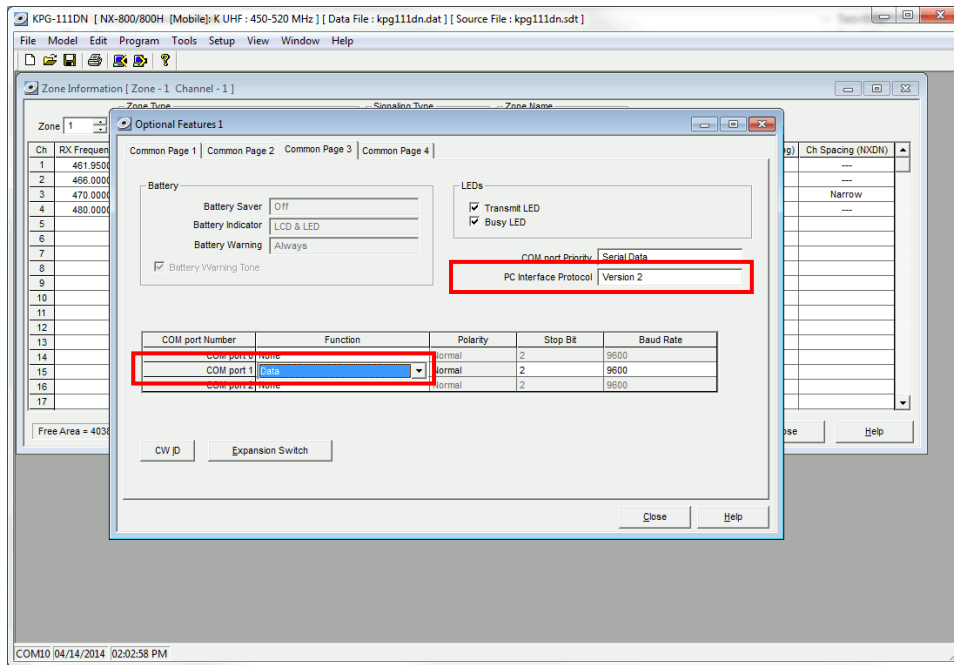 KPG-111DN [ NX-800/800H [Mobile]: K UHF : 450-520 MHz ] [ Data File : kpg111dn.dat ] [ Source File : kpg111dn.sdt ]
File Model Edit Program Tools Setup View Window Help
Zone Information [ Zone - 1 Channel - 1 ]
Zone Type Signaling Type Zone Name
Zone 1
Optional Features 1
Common Page 1 Common Page 2 Common Page 3 Common Page 4
Ch RX Frequen
1 461.950
2 466.000
3 470.000
4 480.000
5
6
7
8
9
10
11
12
13
14
15
16
17
Ch Spacing (NXDN)
---
---
Narrow
---
Battery
Battery Saver Off
Battery Indicator LCD & LED
Battery Warning Always
Battery Warning Tone
LEDs
Transmit LED
Busy LED
COM port Priority Serial Data
PC Interface Protocol Version 2
COM port Number Function Polarity Stop Bit Baud Rate
COM port 0 None Normal 2 9600
COM port 1 Data Normal 2 9600
COM port 2 None Normal 2 9600
CW ID Expansion Switch
Close Help
Free Area = 403
Help
COM10 04/14/2014 02:02:58 PM